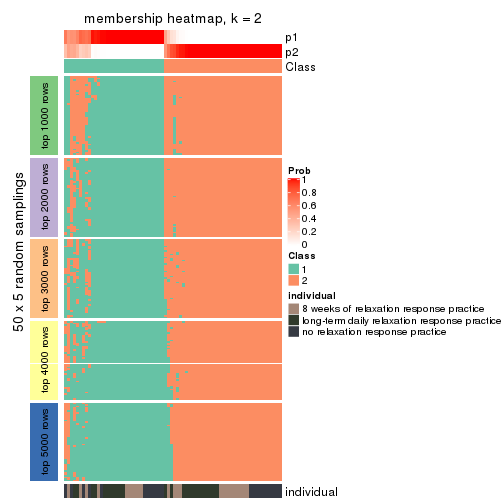 membership heatmap, k = 2
p1
p2
Class
50 x 5 random samplings
top 1000 rows
top 2000 rows
top 3000 rows
top 4000 rows
top 5000 rows
individual
Prob
1
0.8
0.6
0.4
0.2
0
Class
1
2
individual
8 weeks of relaxation response practice
long-term daily relaxation response practice
no relaxation response practice